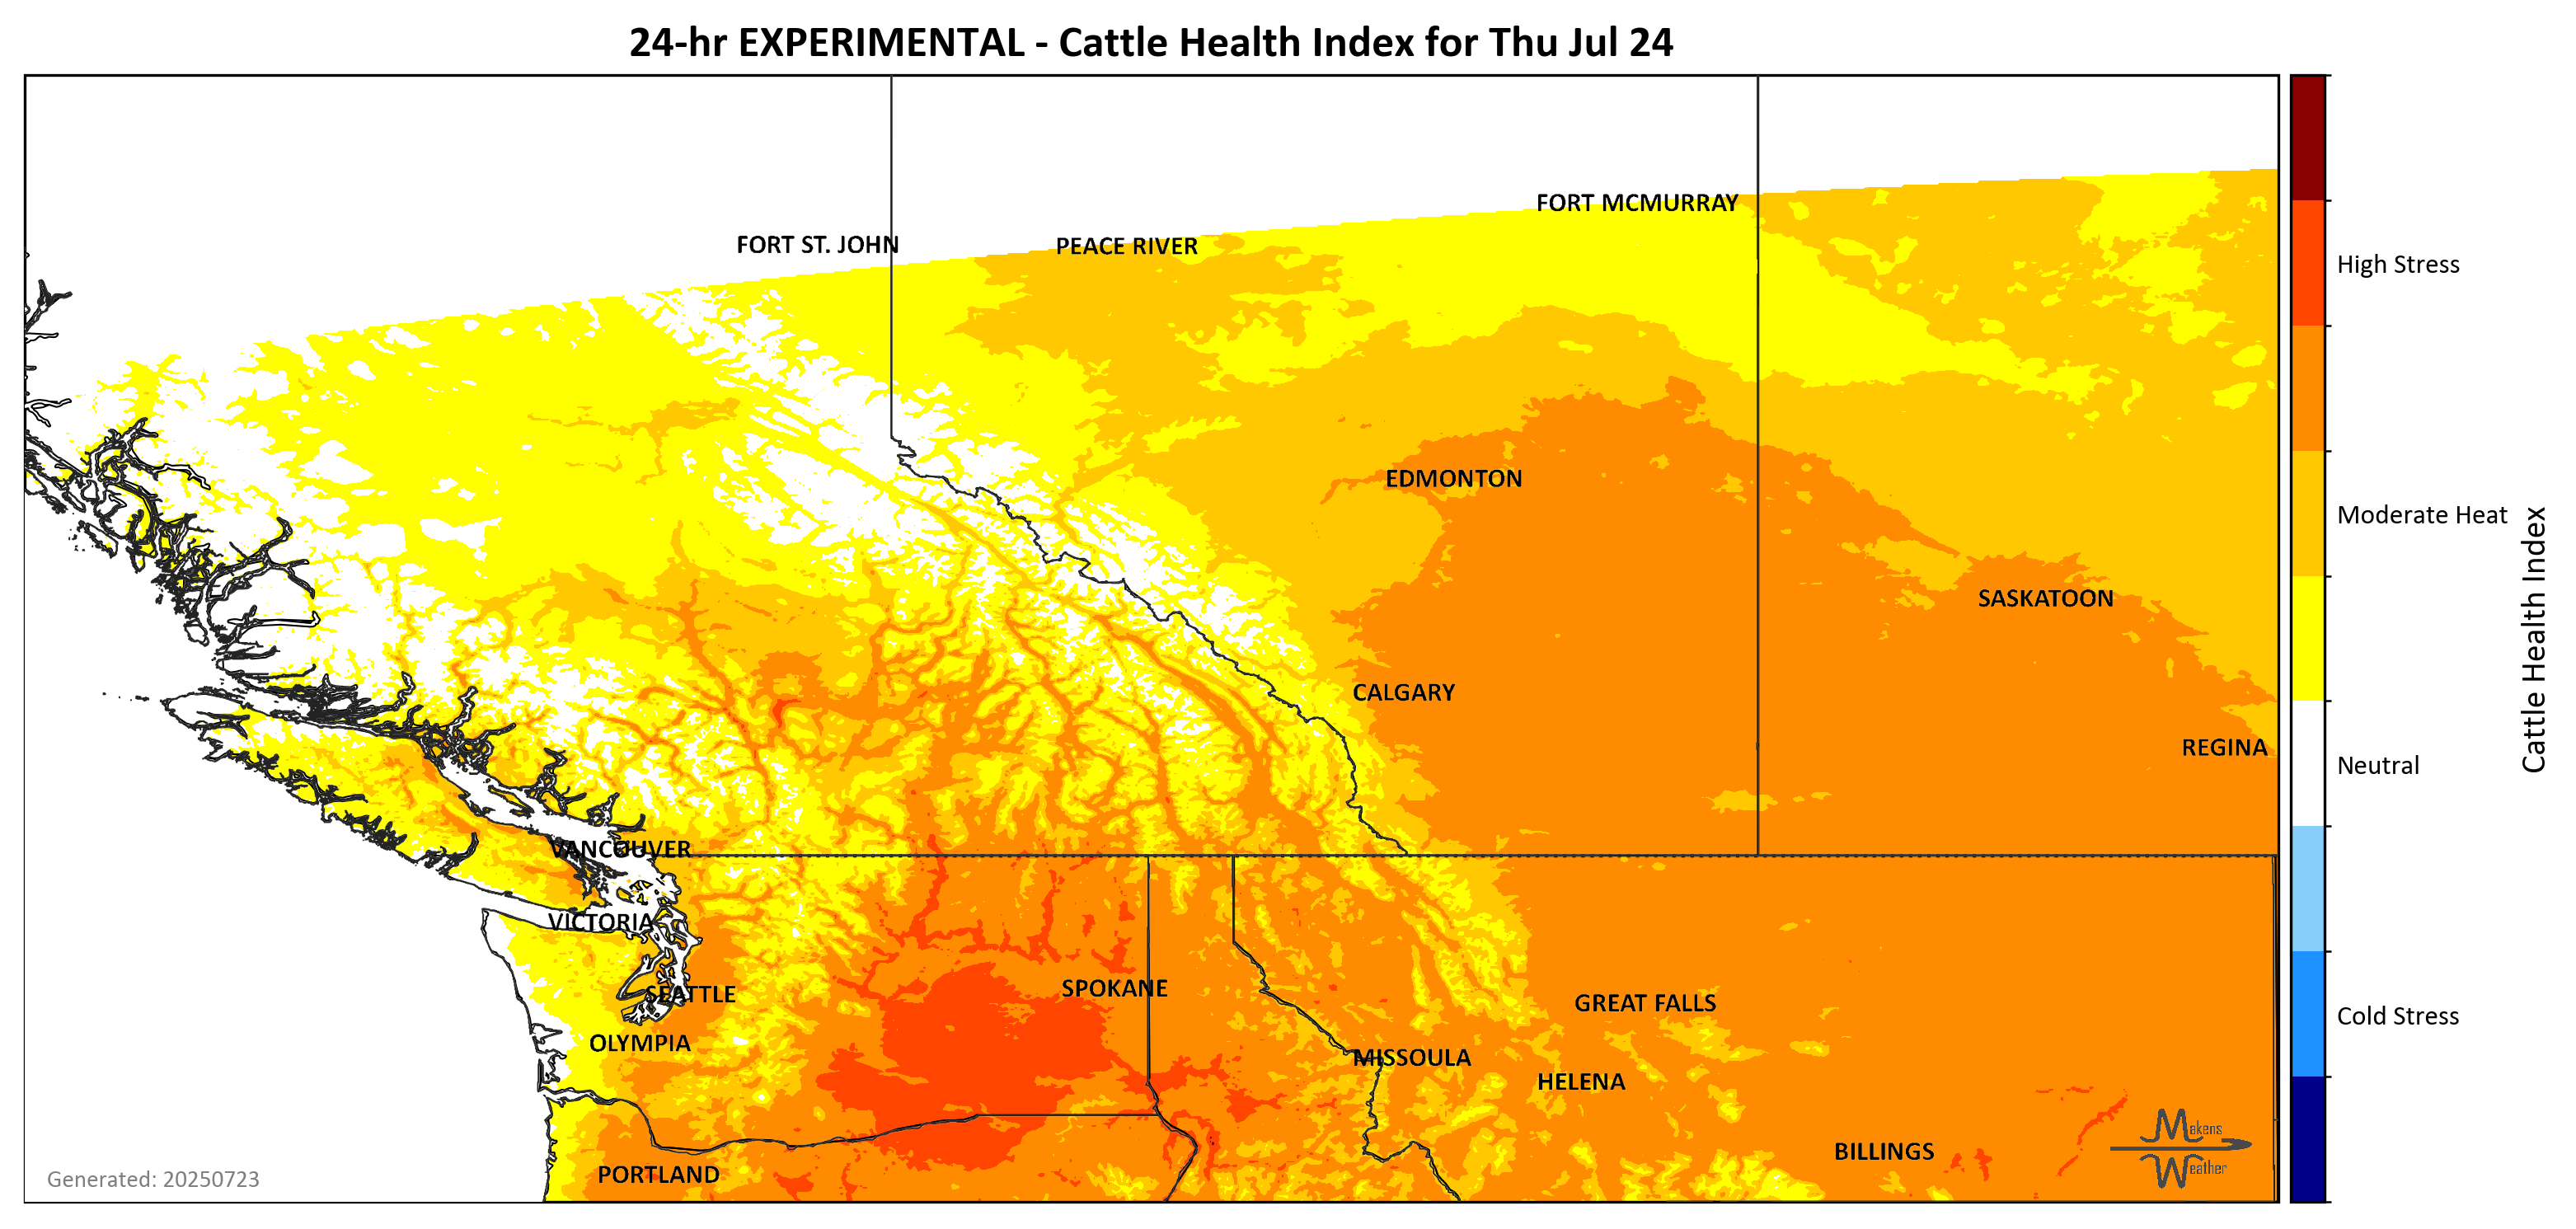 24-hr EXPERIMENTAL - Cattle Health Index for Thu Jul 24
FORT MCMURRAY
FORT ST. JOHN
PEACE RIVER
High Stress
EDMONTON
Moderate Heat
SASKATOON
CALGARY
REGINA
Neutral
Cattle Health Index
VANCOUVER
VICTORIA
SEATTLE
SPOKANE
GREAT FALLS
Cold Stress
OLYMPIA
MISSOULA
HELENA
BILLINGS
Makens
Weather
PORTLAND
Generated: 20250723